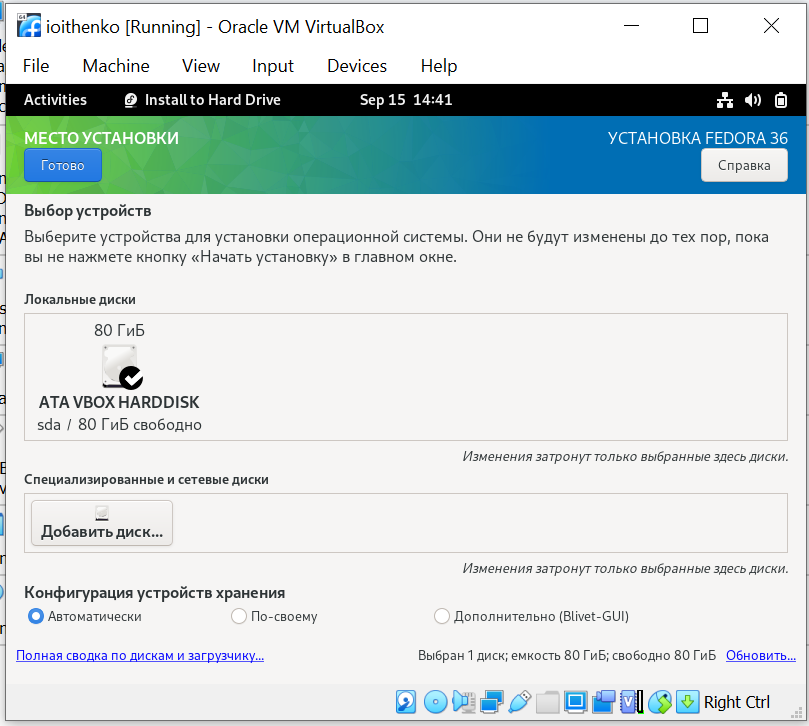 ioithenko [Running] - Oracle VM VirtualBox
File Machine View Input Devices Help
Activities Install to Hard Drive Sep 15 14:41
МЕСТО УСТАНОВКИ УСТАНОВКА FEDORA 36
Готово Справка
Выбор устройств
Выберите устройства для установки операционной системы. Они не будут изменены до тех пор, пока
вы не нажмете кнопку «Начать установку» в главном окне.
Локальные диски
80 ГиБ
ATA VBOX HARDDISK
sda / 80 ГиБ свободно
Изменения затронут только выбранные здесь диски.
Специализированные и сетевые диски
Добавить диск...
Изменения затронут только выбранные здесь диски.
Конфигурация устройств хранения
Автоматически По-своему Дополнительно (Blivet-GUI)
Полная сводка по дискам и загрузчику... Выбран 1 диск; емкость 80 ГиБ; свободно 80 ГиБ Обновить...
Right Ctrl